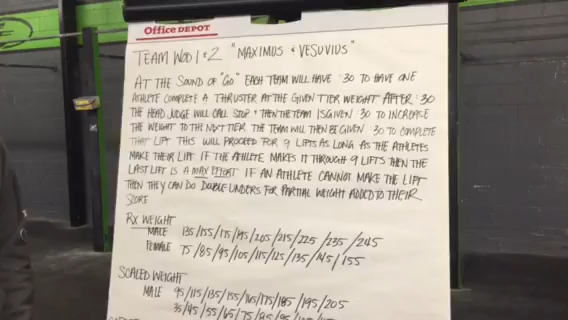 Office DEPOT
TEAM WOD 1 & 2 "MAXIMUS & VESUVIUS"
AT THE SOUND OF "GO" EACH TEAM WILL HAVE :30 TO HAVE ONE
ATHLETE COMPLETE A THRUSTER AT THE GIVEN TIER WEIGHT AFTER :30
THE HEAD JUDGE WILL CALL STOP & THEN THE TEAM IS GIVEN :30 TO INCREASE
THE WEIGHT TO THE NEXT TIER THE TEAM WILL THEN BE GIVEN :30 TO COMPLETE
THAT LIFT THIS WILL PROCEED FOR 9 LIFTS AS LONG AS THE ATHLETES
MAKE THEIR LIFT IF THE ATHLETE MAKES IT THROUGH 9 LIFTS THEN THE
LAST LIFT IS A MAX EFFORT IF AN ATHLETE CANNOT MAKE THE LIFT
THEN THEY CAN DO DOUBLE UNDERS FOR PARTIAL WEIGHT ADDED TO THEIR
SCORE
RX WEIGHT
MALE 135/155/175/195/205/215/225/235/245
FEMALE 75/85/95/105/115/125/135/145/155
SCALED WEIGHT
MALE 95/115/135/155/165/175/185/195/205
35/45/55/65/75/85/95